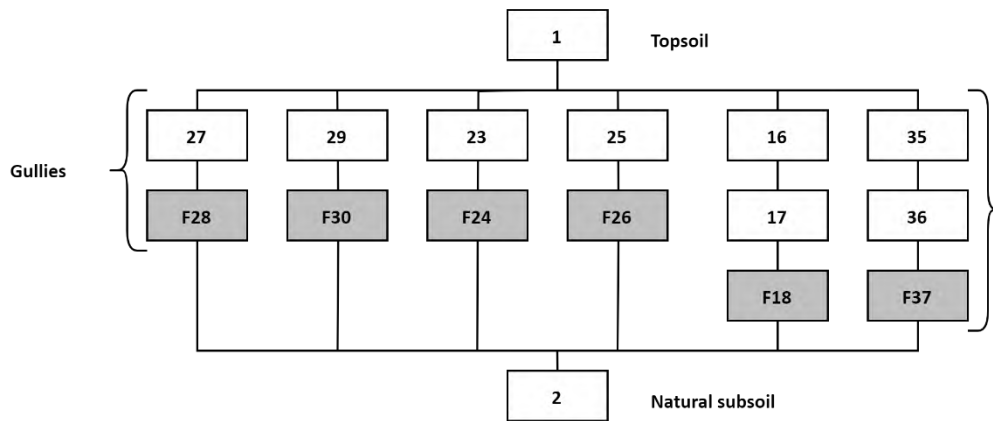 1 Topsoil
27 29 23 25 16 35
Gullies
F28 F30 F24 F26 17 36
F18 F37
2 Natural subsoil